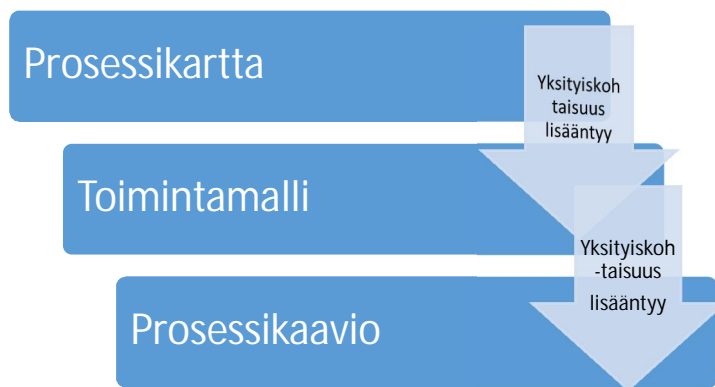 Prosessikartta
Yksityiskoh
taisuus
lisääntyy
Toimintamalli
Yksityiskoh
-taisuus
lisääntyy
Prosessikaavio